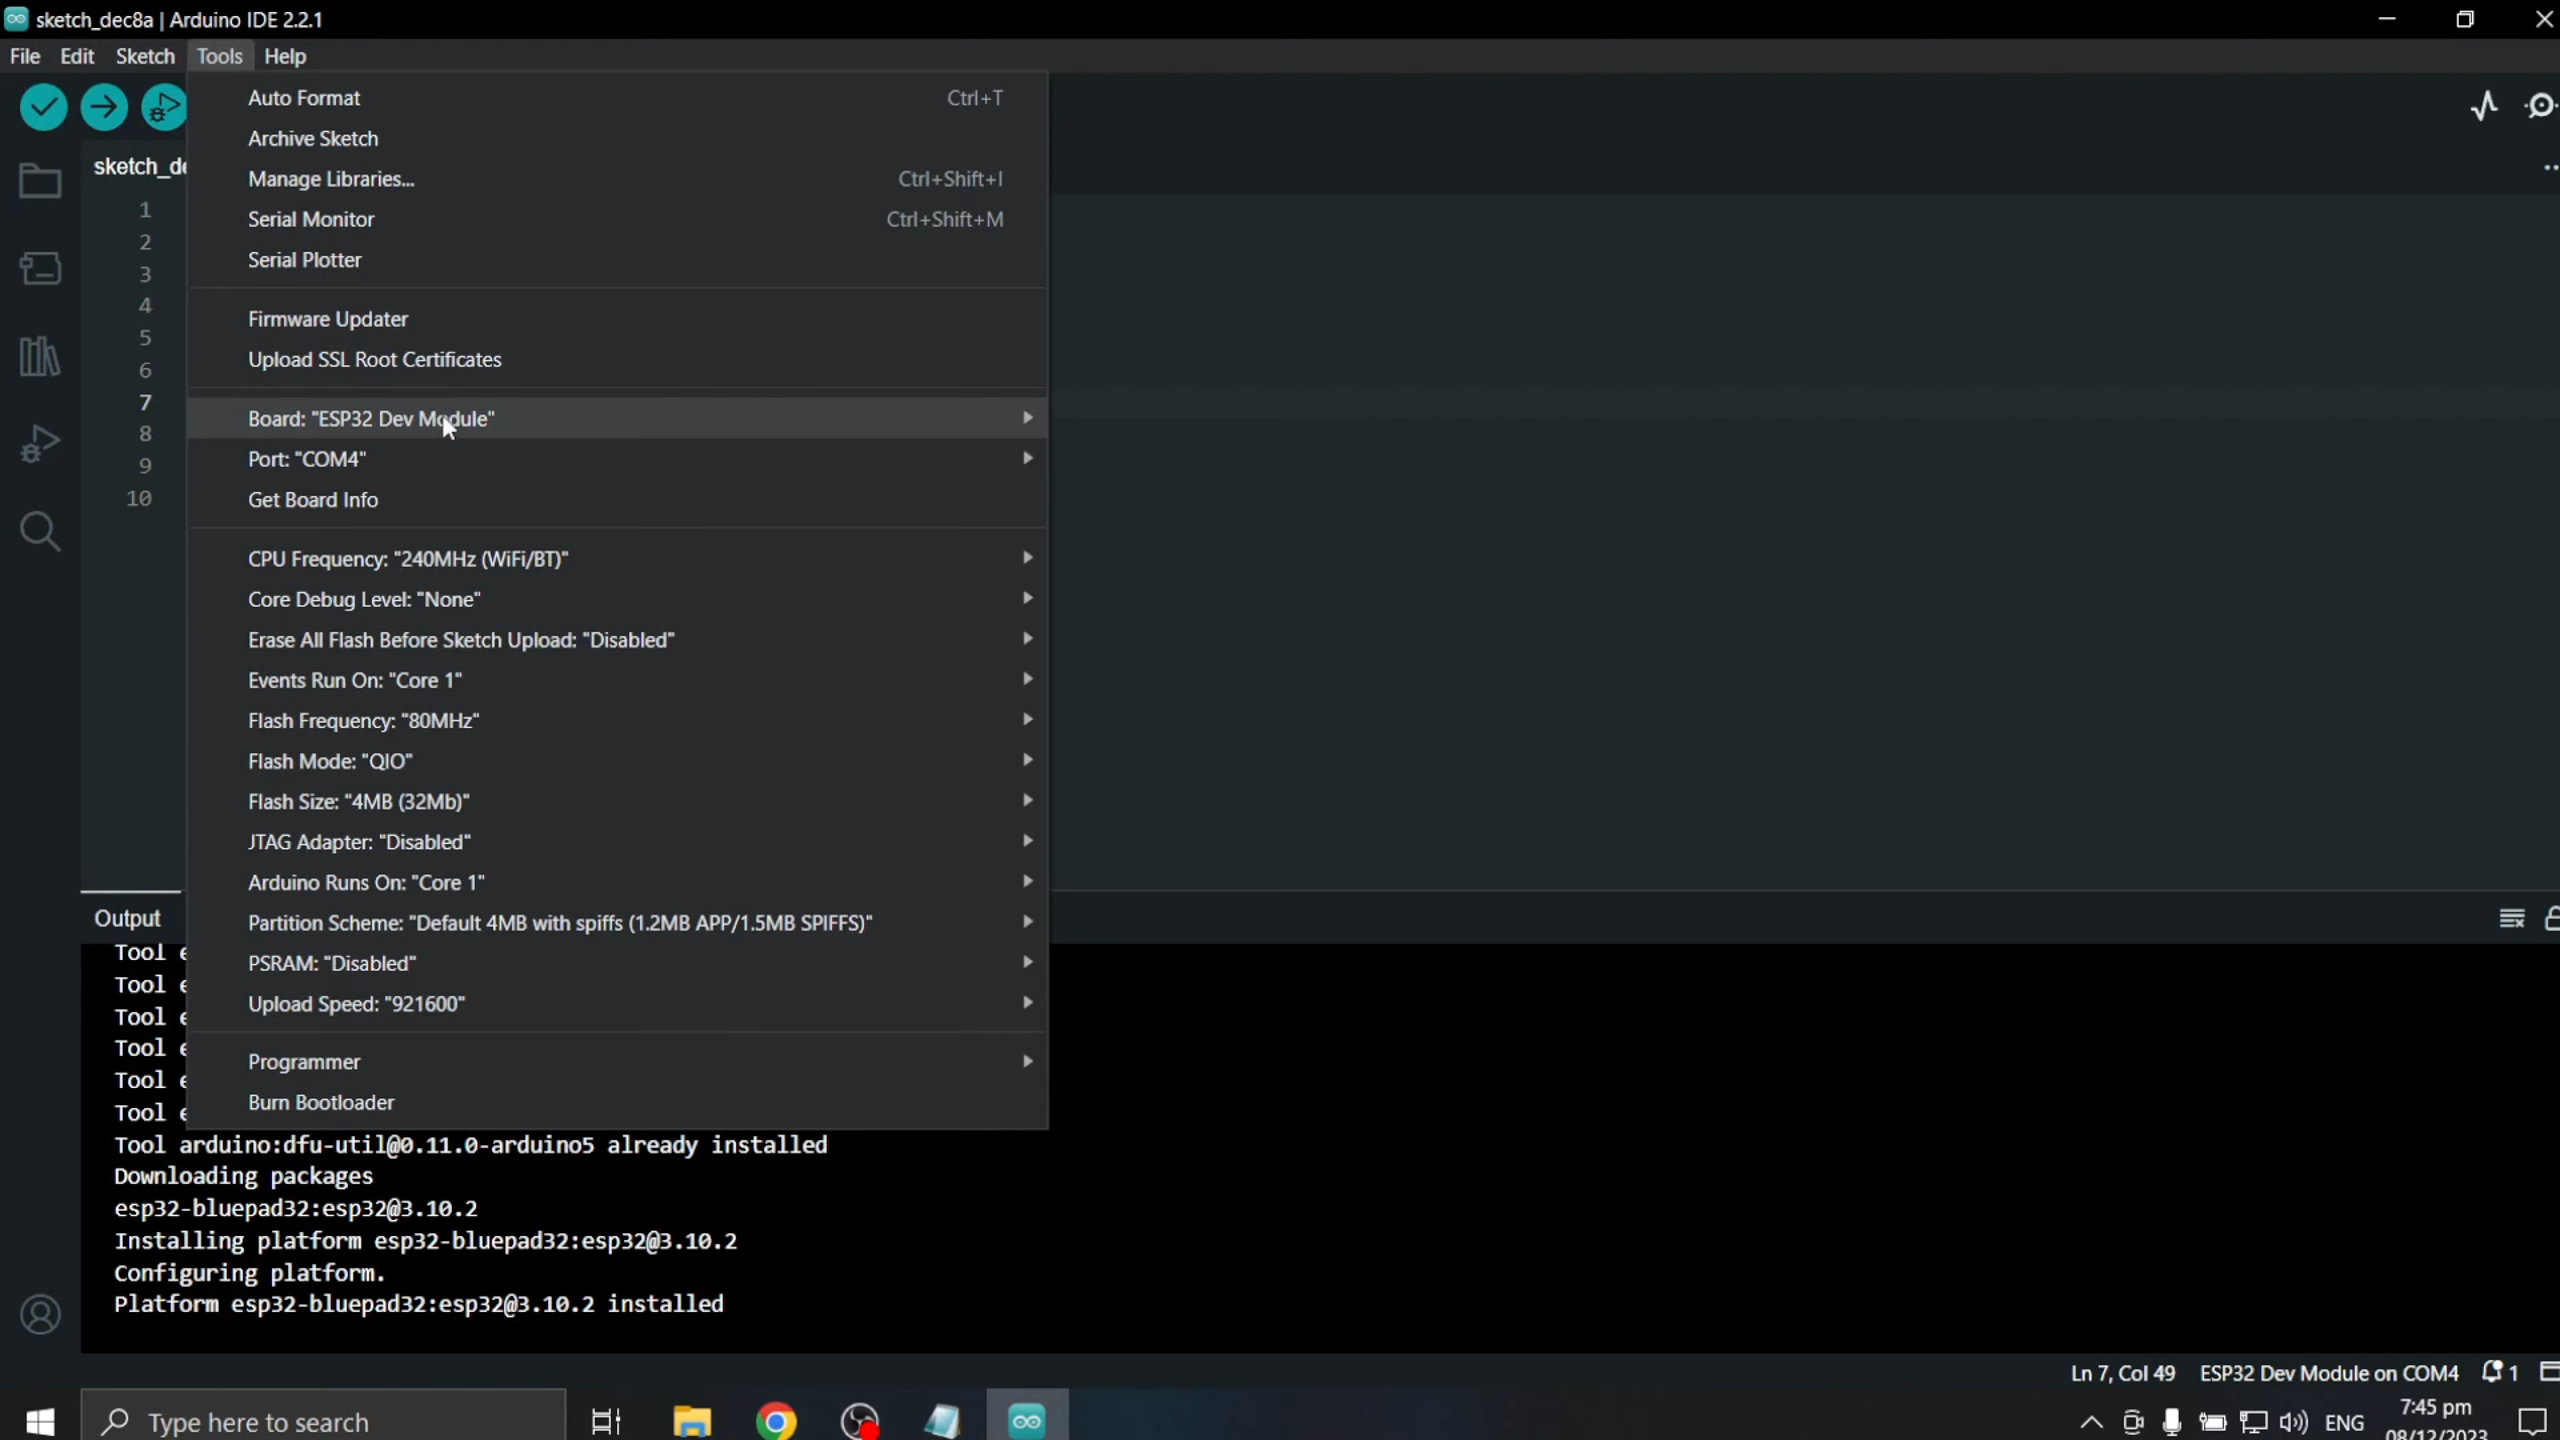 sketch_dec8a | Arduino IDE 2.2.1
File Edit Sketch Tools Help
Auto Format Ctrl+T
Archive Sketch
sketch_de
Manage Libraries... Ctrl+Shift+I
1
Serial Monitor Ctrl+Shift+M
2
Serial Plotter
3
4
Firmware Updater
5
Upload SSL Root Certificates
6
7
Board: "ESP32 Dev Module"
8
Port: "COM4"
9
Get Board Info
10
CPU Frequency: "240MHz (WiFi/BT)"
Core Debug Level: "None"
Erase All Flash Before Sketch Upload: "Disabled"
Events Run On: "Core 1"
Flash Frequency: "80MHz"
Flash Mode: "QIO"
Flash Size: "4MB (32Mb)"
JTAG Adapter: "Disabled"
Arduino Runs On: "Core 1"
Output
Partition Scheme: "Default 4MB with spiffs (1.2MB APP/1.5MB SPIFFS)"
Tool e
PSRAM: "Disabled"
Tool e
Upload Speed: "921600"
Tool e
Tool e
Programmer
Tool e
Burn Bootloader
Tool e
Tool arduino:dfu-util@0.11.0-arduino5 already installed
Downloading packages
esp32-bluepad32:esp32@3.10.2
Installing platform esp32-bluepad32:esp32@3.10.2
Configuring platform.
Platform esp32-bluepad32:esp32@3.10.2 installed
Ln 7, Col 49 ESP32 Dev Module on COM4 1
Type here to search
ENG
7:45 pm
08/12/2023